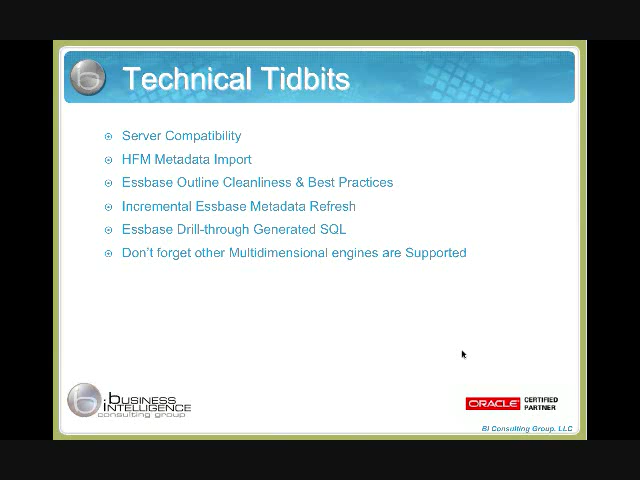 Technical Tidbits
Server Compatibility
HFM Metadata Import
Essbase Outline Cleanliness & Best Practices
Incremental Essbase Metadata Refresh
Essbase Drill-through Generated SQL
Don't forget other Multidimensional engines are Supported
BUSINESS
INTELLIGENCE
consulting group
ORACLE CERTIFIED
PARTNER
BI Consulting Group, LLC